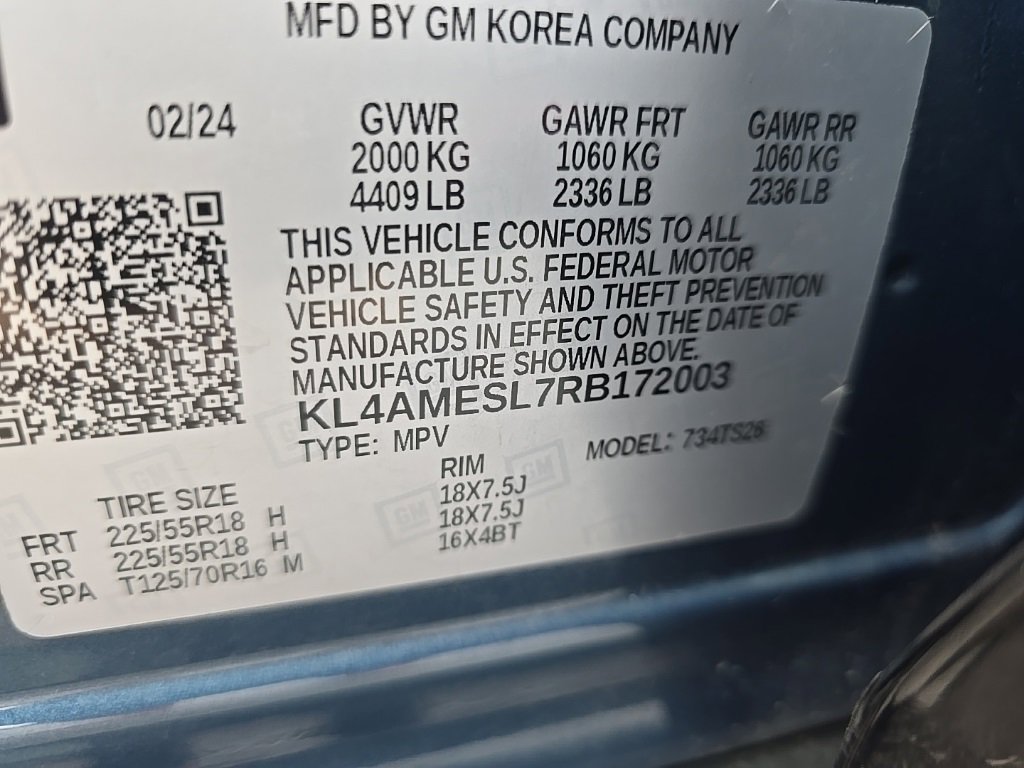 MFD BY GM KOREA COMPANY
02/24 GVWR GAWR FRT GAWR RR
2000 KG 1060 KG 1060 KG
4409 LB 2336 LB 2336 LB
THIS VEHICLE CONFORMS TO ALL
APPLICABLE U.S. FEDERAL MOTOR
VEHICLE SAFETY AND THEFT PREVENTION
STANDARDS IN EFFECT ON THE DATE OF
MANUFACTURE SHOWN ABOVE.
KL4AMESL7RB172003
TYPE: MPV MODEL: 734TS26
TIRE SIZE RIM
FRT 225/55R18 H 18X7.5J
RR 225/55R18 H 18X7.5J
SPA T125/70R16 M 16X4BT
GM
GM
GM